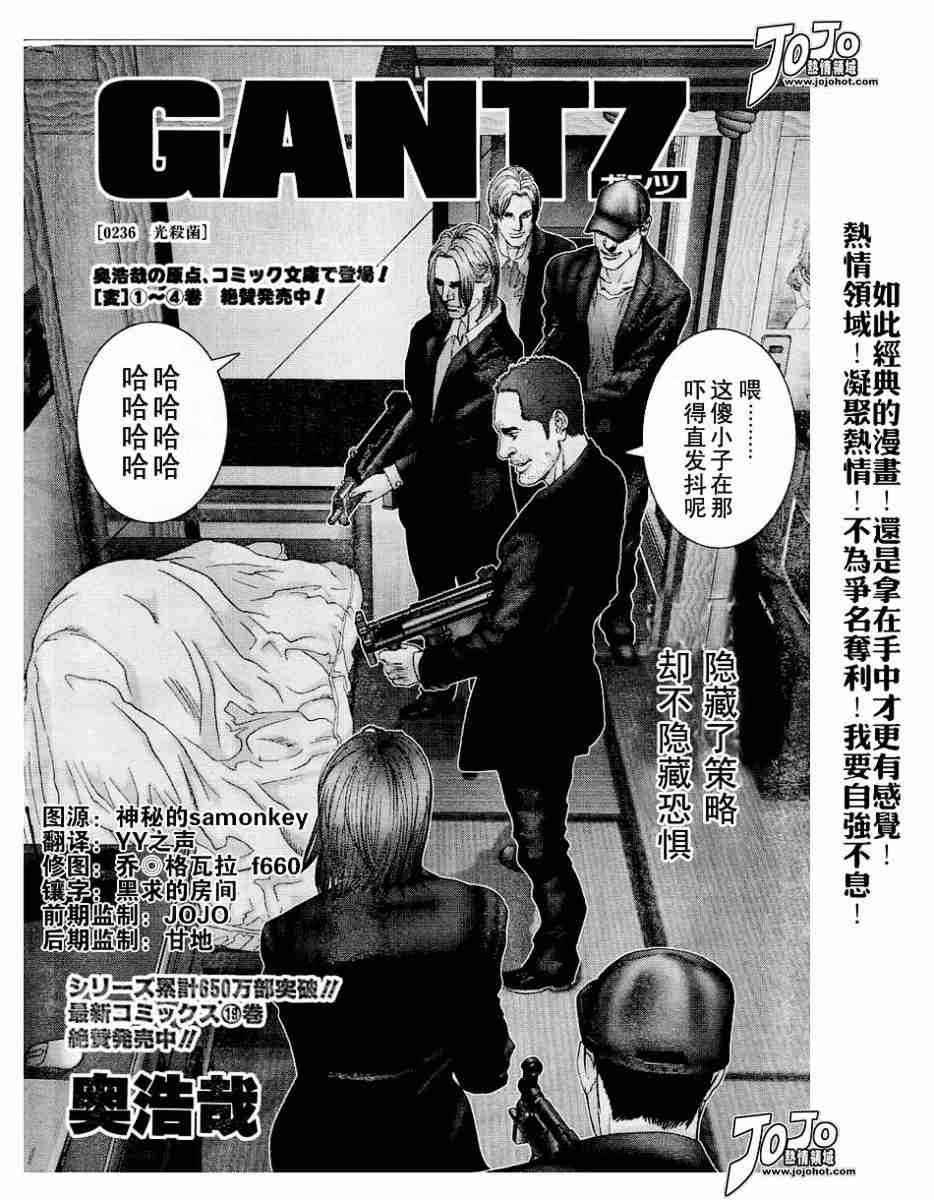 JOJO
熱情領域
www.jojohot.com
GANTZ
ガンツ
[0236 光殺菌]
奥浩哉の原点、コミック文庫で登場!
[変]①~④巻 絶賛発売中!
喂………
这傻小子在那
吓得直发抖呢
哈哈
哈哈
哈哈
哈哈
隐藏了策略
却不隐藏恐惧
如此經典的漫畫!還是拿在手中才更有感覺!
熱情領域!凝聚熱情!不為爭名奪利!我要自強不息!
图源:神秘的samonkey
翻译:YY之声
修图:乔◎格瓦拉 f660
镶字:黑求的房间
前期监制:JOJO
后期监制:甘地
シリーズ累計650万部突破!!
最新コミックス⑲巻
絶賛発売中!!
奥浩哉
JOJO
熱情領域
www.jojohot.com